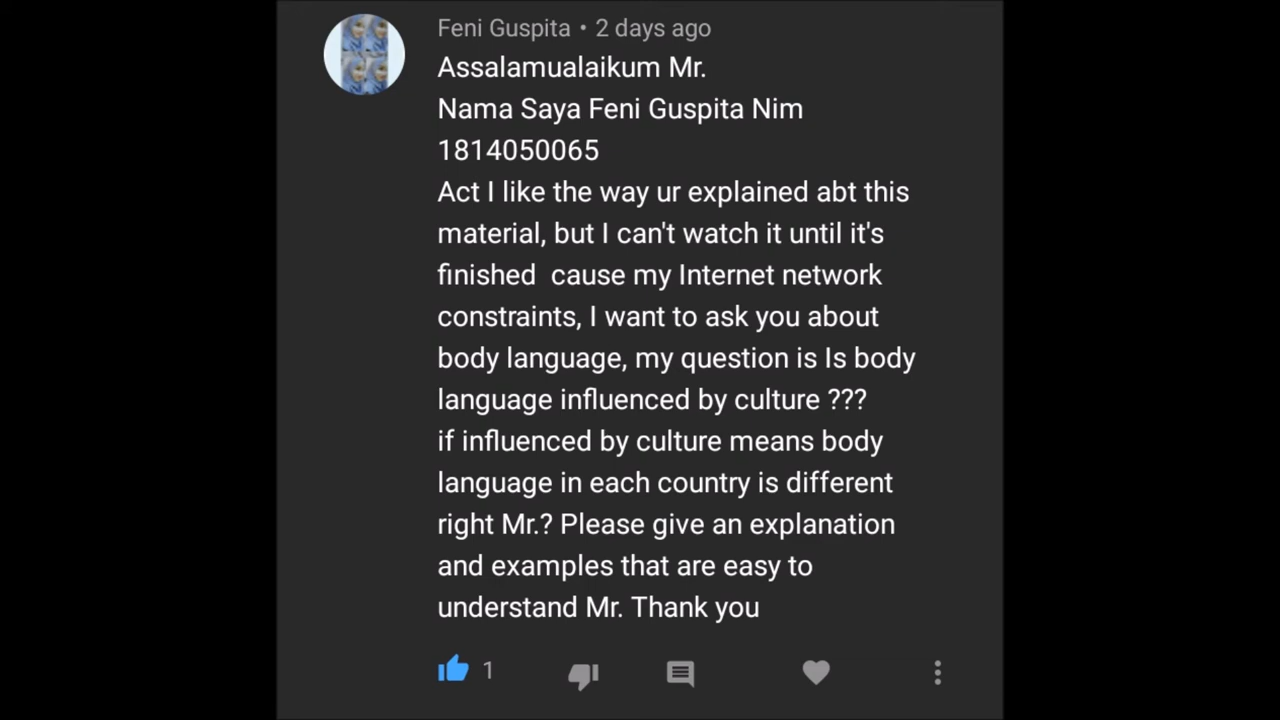 Feni Guspita • 2 days ago
Assalamualaikum Mr.
Nama Saya Feni Guspita Nim
1814050065
Act I like the way ur explained abt this
material, but I can't watch it until it's
finished  cause my Internet network
constraints, I want to ask you about
body language, my question is Is body
language influenced by culture ???
if influenced by culture means body
language in each country is different
right Mr.? Please give an explanation
and examples that are easy to
understand Mr. Thank you
1